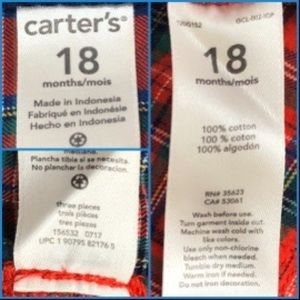 carter's®
18
months/mois
Made in Indonesia
Fabriqué en Indonésie
Hecho en Indonesia
Plancha tibia si se necesita.
No planchar la decoracion.
three pieces
trois pièces
tres piezas
156532 0717
UPC 1 90795 82176 5
18
months/mois
100% cotton
100% coton
100% algodón
RN# 35623
CA# 53061
Wash before use.
Turn garment inside out.
Machine wash cold with
like colors.
Use only non-chlorine
bleach when needed.
Tumble dry medium.
Warm iron if needed.
Do not iron decoration.